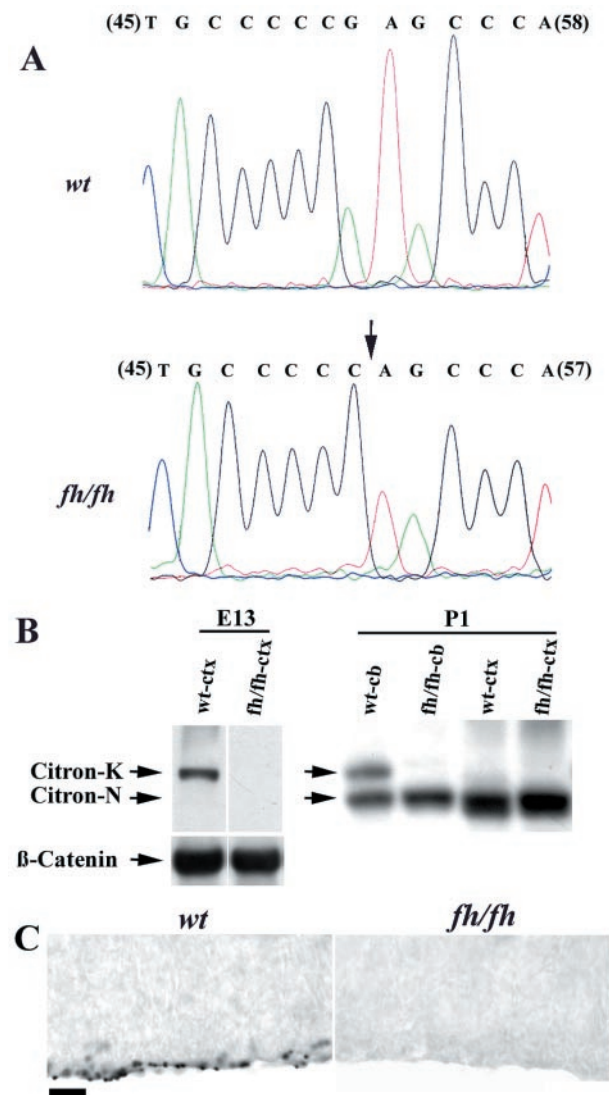 (45) T G C C C C C G A G C C C A (58)
A
wt
(45) T G C C C C C A G C C C A (57)
fh/fh
B
E13
P1
wt-ctx
fh/fh-ctx
wt-cb
fh/fh-cb
wt-ctx
fh/fh-ctx
Citron-K
Citron-N
ß-Catenin
C
wt
fh/fh